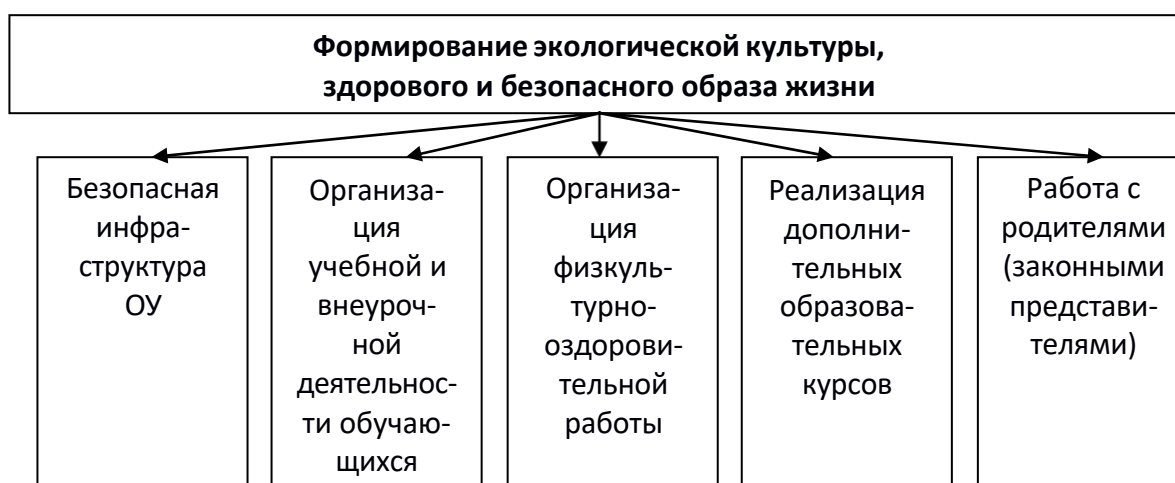 Формирование экологической культуры,
здорового и безопасного образа жизни
Безопасная
инфра-
структура
ОУ
Организа-
ция
учебной и
внеуроч-
ной
деятельнос-
ти обучаю-
щихся
Организа-
ция
физкуль-
турно-
оздорови-
тельной
работы
Реализация
дополни-
тельных
образова-
тельных
курсов
Работа с
родителями
(законными
представи-
телями)